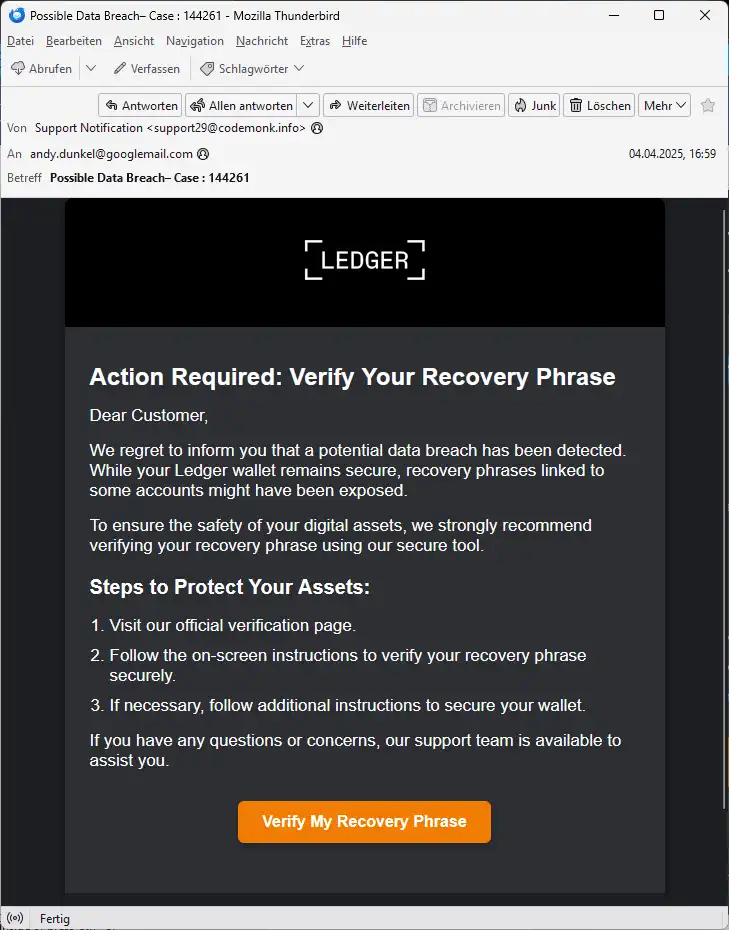 Possible Data Breach– Case : 144261 - Mozilla Thunderbird
Datei Bearbeiten Ansicht Navigation Nachricht Extras Hilfe
Abrufen Verfassen Schlagwörter
Antworten Allen antworten Weiterleiten Archivieren Junk Löschen Mehr
Von Support Notification <support29@codemonk.info>
An andy.dunkel@googlemail.com 04.04.2025, 16:59
Betreff Possible Data Breach– Case : 144261
LEDGER
Action Required: Verify Your Recovery Phrase
Dear Customer,
We regret to inform you that a potential data breach has been detected.
While your Ledger wallet remains secure, recovery phrases linked to
some accounts might have been exposed.
To ensure the safety of your digital assets, we strongly recommend
verifying your recovery phrase using our secure tool.
Steps to Protect Your Assets:
1. Visit our official verification page.
2. Follow the on-screen instructions to verify your recovery phrase
securely.
3. If necessary, follow additional instructions to secure your wallet.
If you have any questions or concerns, our support team is available to
assist you.
Verify My Recovery Phrase
Fertig